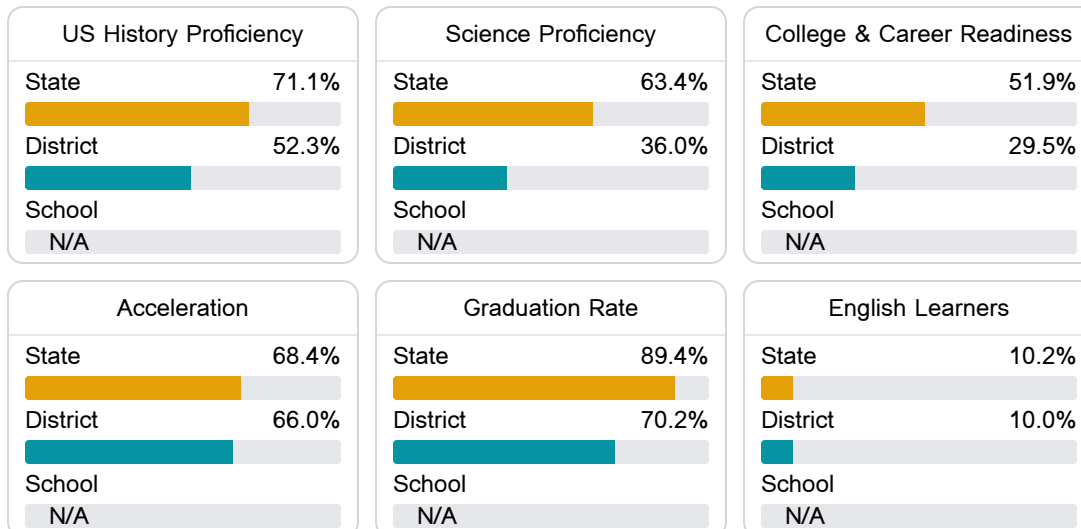 US History Proficiency
State 71.1%
District 52.3%
School
N/A
Science Proficiency
State 63.4%
District 36.0%
School
N/A
College & Career Readiness
State 51.9%
District 29.5%
School
N/A
Acceleration
State 68.4%
District 66.0%
School
N/A
Graduation Rate
State 89.4%
District 70.2%
School
N/A
English Learners
State 10.2%
District 10.0%
School
N/A